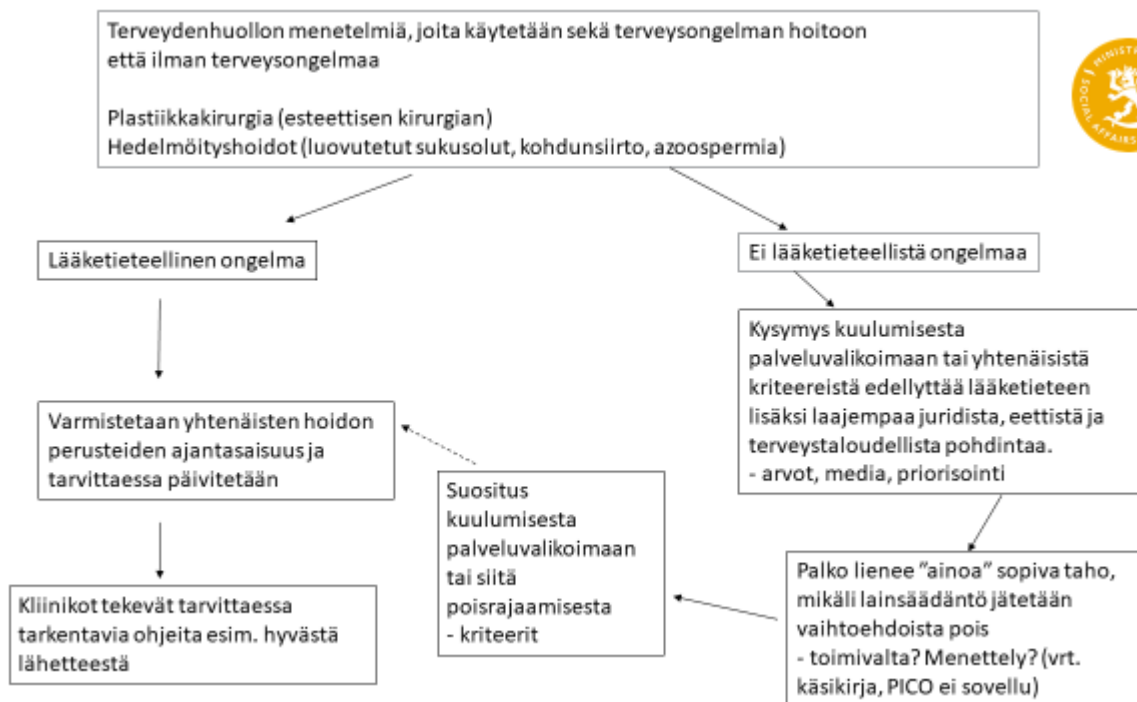 Terveydenhuollon menetelmiä, joita käytetään sekä terveysongelman hoitoon
että ilman terveysongelmaa
Plastiikkakirurgia (esteettisen kirurgian)
Hedelmöityshoidot (luovutetut sukusolut, kohdunsiirto, azoospermia)
MINISTR
SOCIAL AFFAIRS
Lääketieteellinen ongelma
Ei lääketieteellistä ongelmaa
Kysymys kuulumisesta
palveluvalikoimaan tai yhtenäisistä
kriteereistä edellyttää lääketieteen
lisäksi laajempaa juridista, eettistä ja
terveystaloudellista pohdintaa.
- arvot, media, priorisointi
Varmistetaan yhtenäisten hoidon
perusteiden ajantasaisuus ja
tarvittaessa päivitetään
Suositus
kuulumisesta
palveluvalikoimaan
tai siitä
poisrajaamisesta
- kriteerit
Palko lienee ”ainoa” sopiva taho,
mikäli lainsäädäntö jätetään
vaihtoehdoista pois
- toimivalta? Menettely? (vrt.
käsikirja, PICO ei sovellu)
Kliinikot tekevät tarvittaessa
tarkentavia ohjeita esim. hyvästä
lähetteestä